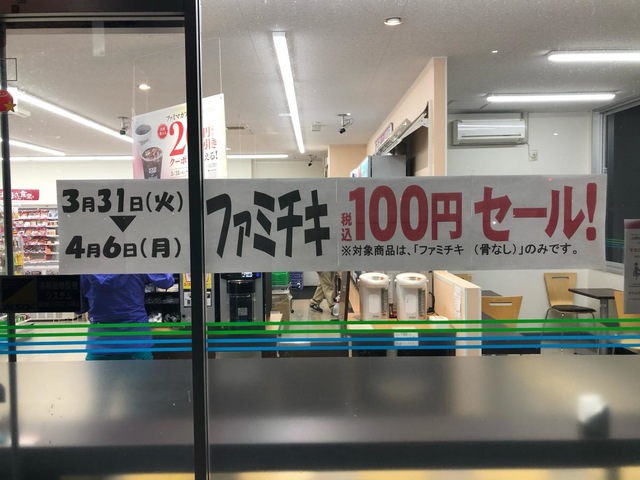 3月31日(火)
▼
4月6日(月)
ファミチキ 税込 100円 セール!
※対象商品は、「ファミチキ (骨なし)」のみです。